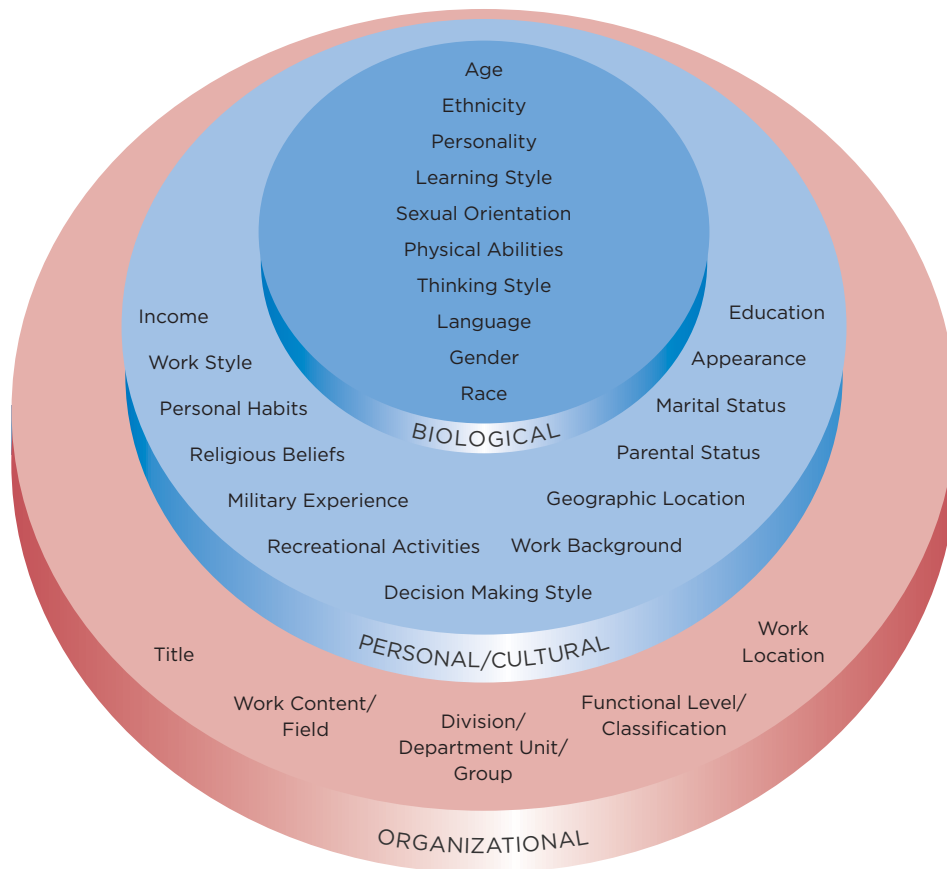 Age
Ethnicity
Personality
Learning Style
Sexual Orientation
Physical Abilities
Thinking Style
Language
Gender
Race
BIOLOGICAL
Income
Work Style
Personal Habits
Religious Beliefs
Military Experience
Recreational Activities
Decision Making Style
Education
Appearance
Marital Status
Parental Status
Geographic Location
Work Background
PERSONAL/CULTURAL
Title
Work Content/
Field
Division/
Department Unit/
Group
Functional Level/
Classification
Work
Location
ORGANIZATIONAL